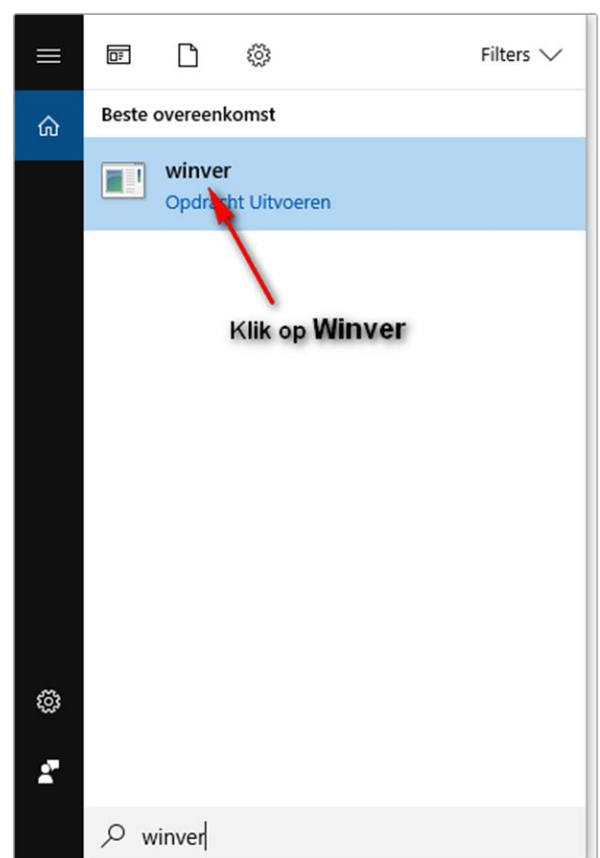 Filters
Beste overeenkomst
winver
Opdracht Uitvoeren
Klik op Winver
winver